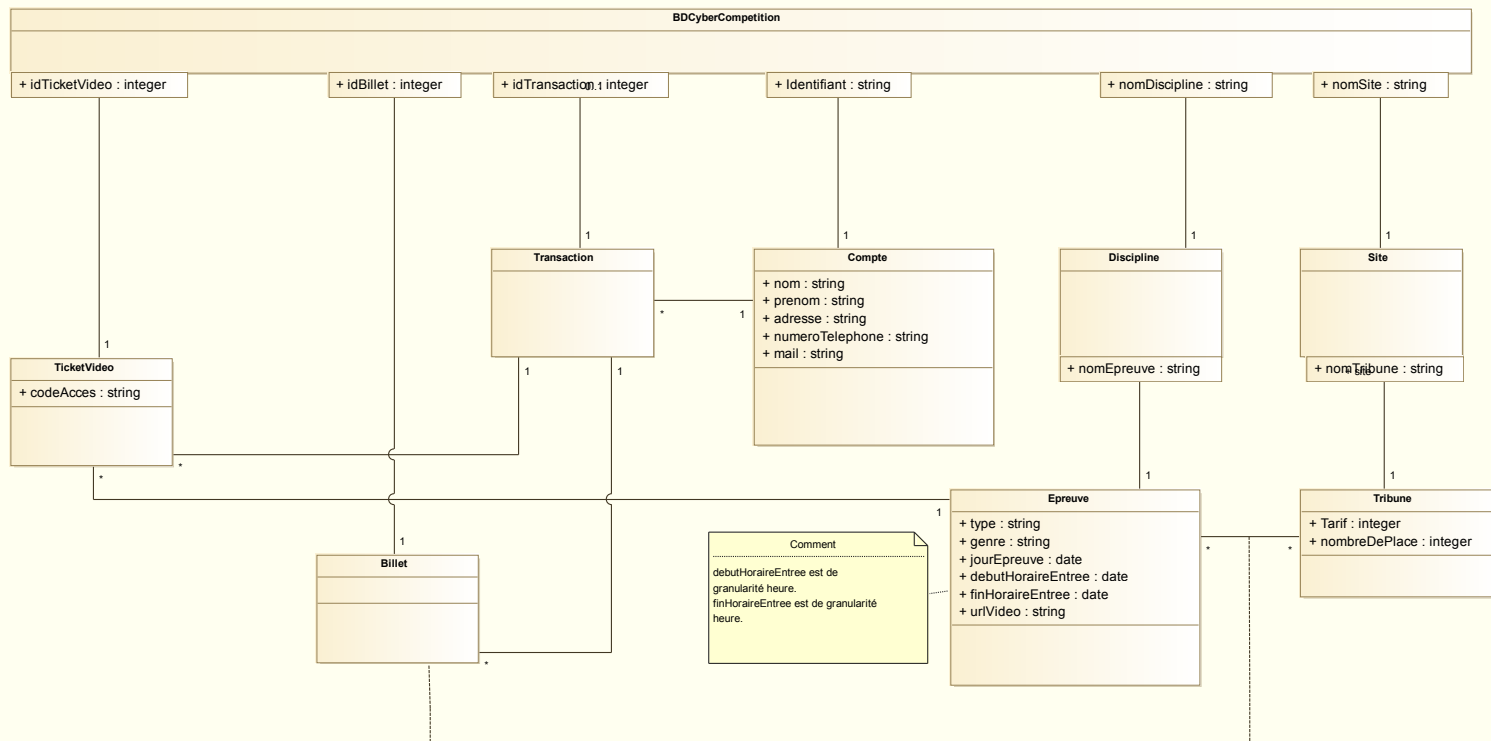 BDCyberCompetition
+ idTicketVideo : integer
+ idBillet : integer
+ idTransaction : integer
0..1
+ Identifiant : string
+ nomDiscipline : string
+ nomSite : string
1
1
1
1
Transaction
Compte
+ nom : string
+ prenom : string
+ adresse : string
+ numeroTelephone : string
+ mail : string
Discipline
Site
*
1
1
TicketVideo
+ codeAcces : string
1
1
+ nomEpreuve : string
+ nomTribune : string
+ site
*
*
1
1
1
Epreuve
+ type : string
+ genre : string
+ jourEpreuve : date
+ debutHoraireEntree : date
+ finHoraireEntree : date
+ urlVideo : string
Tribune
+ Tarif : integer
+ nombreDePlace : integer
*
*
1
Billet
*
Comment
debutHoraireEntree est de
granularité heure.
finHoraireEntree est de granularité
heure.